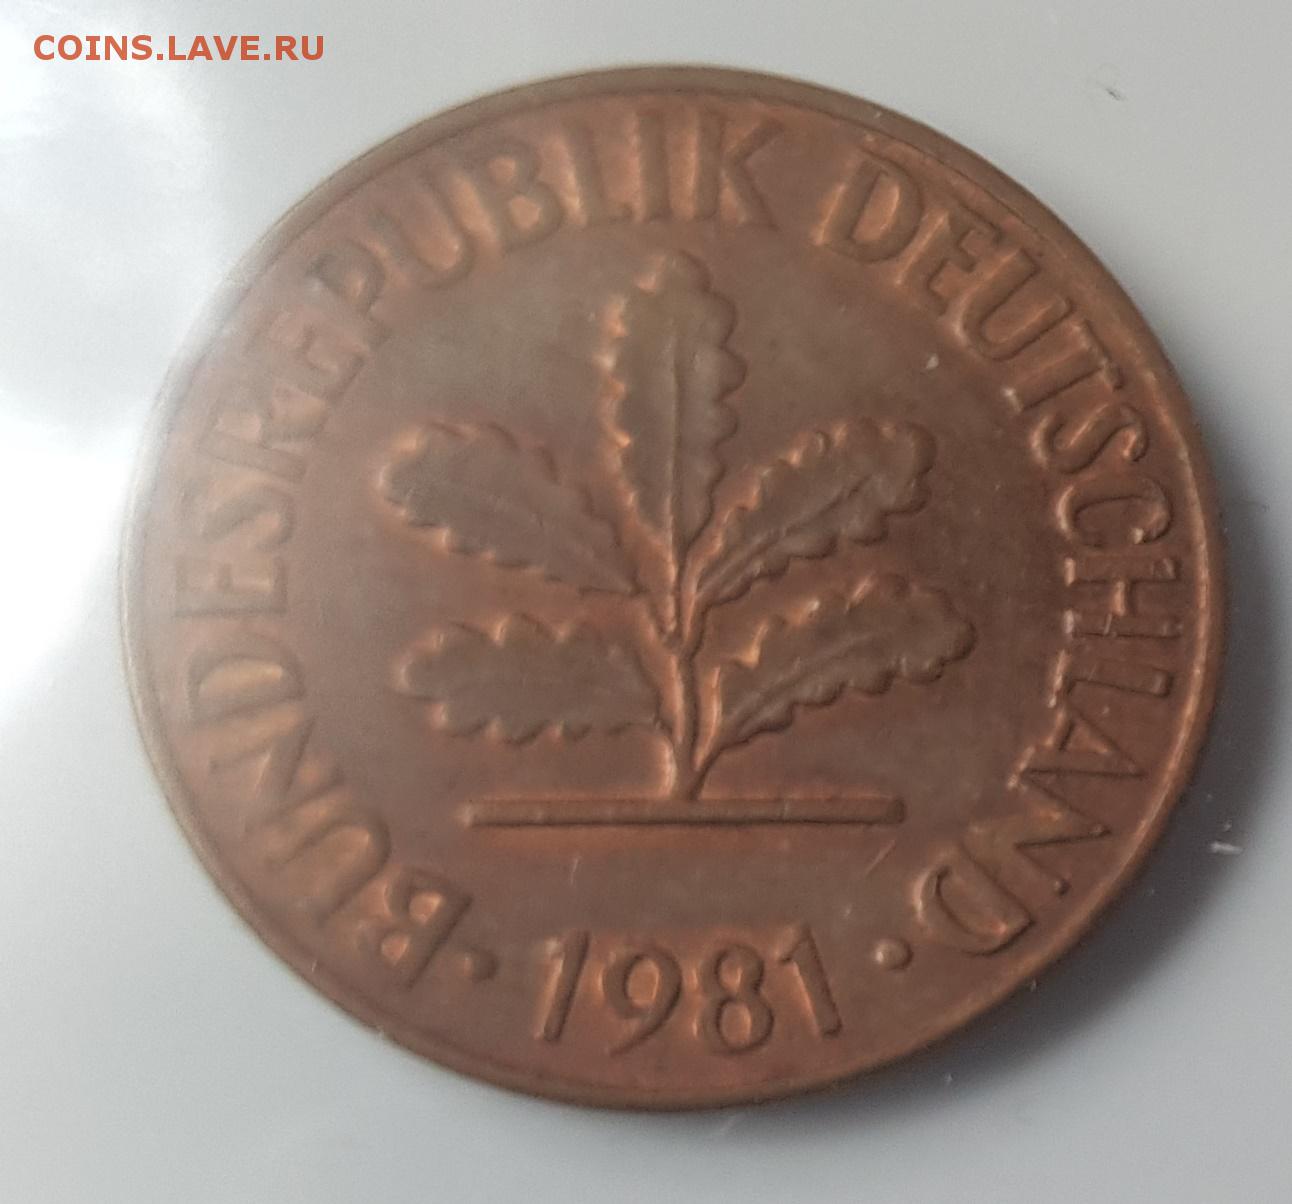 COINS.LAVE.RU
· BUNDESREPUBLIK DEUTSCHLAND ·
1981